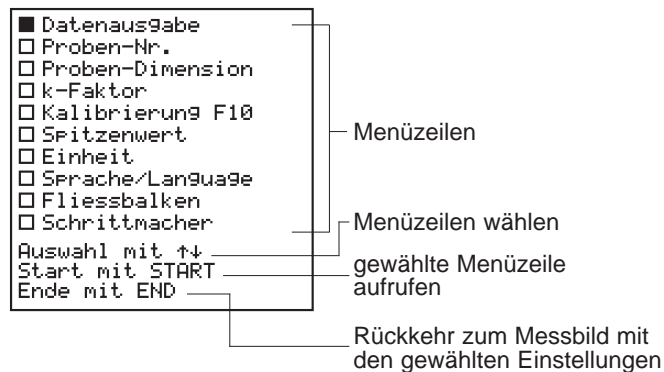 Datenausgabe
Proben-Nr.
Proben-Dimension
k-Faktor
Kalibrierung F10
Spitzenwert
Einheit
Sprache/Language
Fliessbalken
Schrittmacher
Auswahl mit ↑↓
Start mit START
Ende mit END
Menüzeilen
Menüzeilen wählen
gewählte Menüzeile
aufrufen
Rückkehr zum Messbild mit
den gewählten Einstellungen